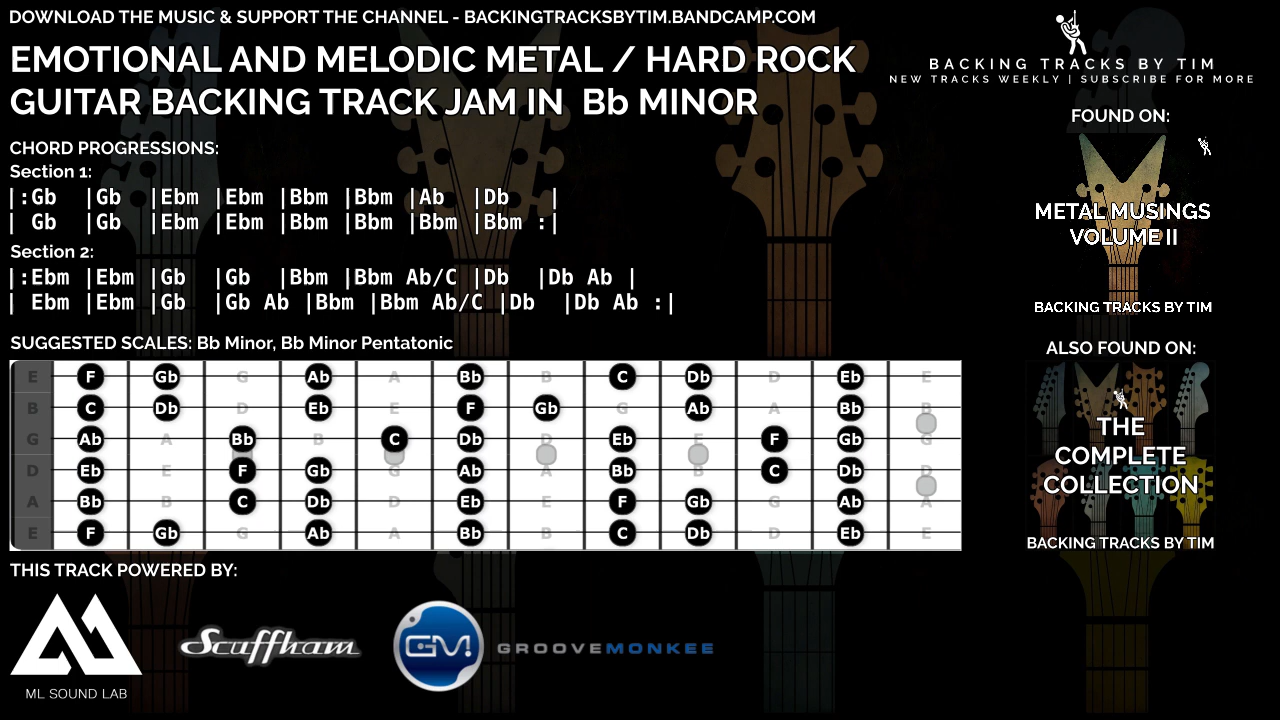 DOWNLOAD THE MUSIC & SUPPORT THE CHANNEL - BACKINGTRACKSBYTIM.BANDCAMP.COM
EMOTIONAL AND MELODIC METAL / HARD ROCK
GUITAR BACKING TRACK JAM IN Bb MINOR
BACKING TRACKS BY TIM
NEW TRACKS WEEKLY | SUBSCRIBE FOR MORE
CHORD PROGRESSIONS:
Section 1:
|:Gb |Gb |Ebm |Ebm |Bbm |Bbm |Ab |Db |
| Gb |Gb |Ebm |Ebm |Bbm |Bbm |Bbm |Bbm :|
Section 2:
|:Ebm |Ebm |Gb |Gb |Bbm |Bbm Ab/C |Db |Db Ab |
| Ebm |Ebm |Gb |Gb Ab |Bbm |Bbm Ab/C |Db |Db Ab :|
SUGGESTED SCALES: Bb Minor, Bb Minor Pentatonic
E F Gb G Ab A Bb B C Db D Eb E
B C Db D Eb E F Gb G Ab A Bb B
G Ab A Bb B C Db D Eb E F Gb G
D Eb E F Gb G Ab A Bb B C Db D
A Bb B C Db D Eb E F Gb G Ab A
E F Gb G Ab A Bb B C Db D Eb E
THIS TRACK POWERED BY:
ML SOUND LAB
Scuffham
GM
GROOVEMONKEE
FOUND ON:
METAL MUSINGS
VOLUME II
BACKING TRACKS BY TIM
ALSO FOUND ON:
THE
COMPLETE
COLLECTION
BACKING TRACKS BY TIM